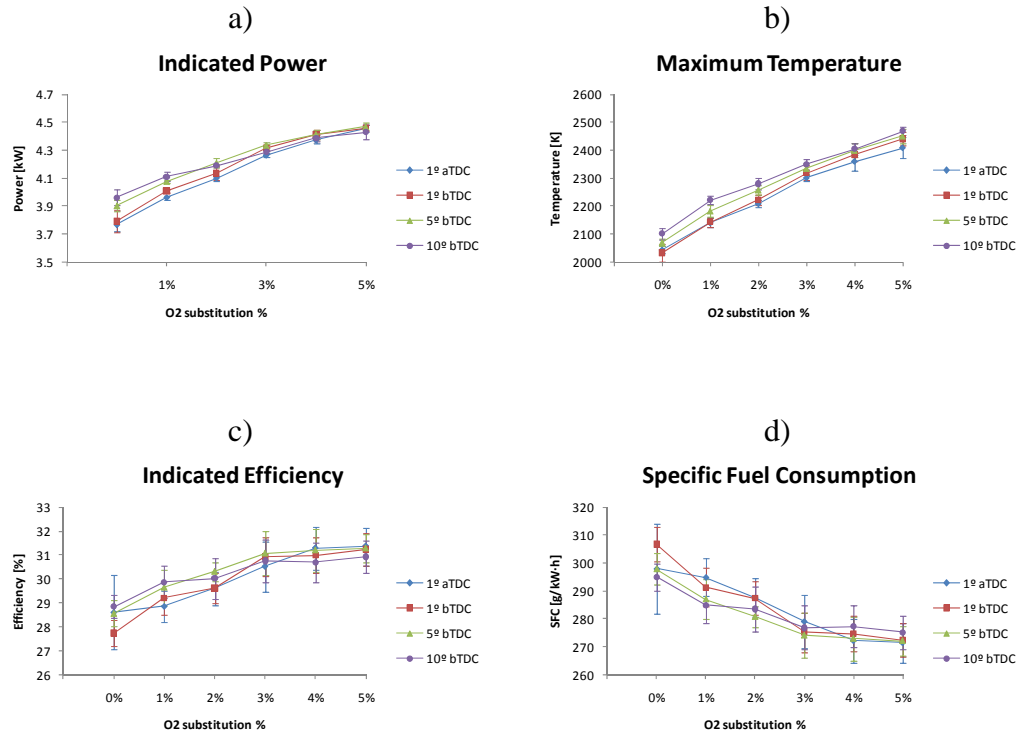 a)
Indicated Power
4.7
4.5
4.3
4.1
3.9
3.7
3.5
Power [kW]
1%
3%
5%
O2 substitution %
1º aTDC
1º bTDC
5º bTDC
10º bTDC
b)
Maximum Temperature
2600
2500
2400
2300
2200
2100
2000
Temperature [K]
0%
1%
2%
3%
4%
5%
O2 substitution %
1º aTDC
1º bTDC
5º bTDC
10º bTDC
c)
Indicated Efficiency
33
32
31
30
29
28
27
26
Efficiency [%]
0%
1%
2%
3%
4%
5%
O2 substitution %
1º aTDC
1º bTDC
5º bTDC
10º bTDC
d)
Specific Fuel Consumption
320
310
300
290
280
270
260
SFC [g/kW·h]
0%
1%
2%
3%
4%
5%
O2 substitution %
1º aTDC
1º bTDC
5º bTDC
10º bTDC